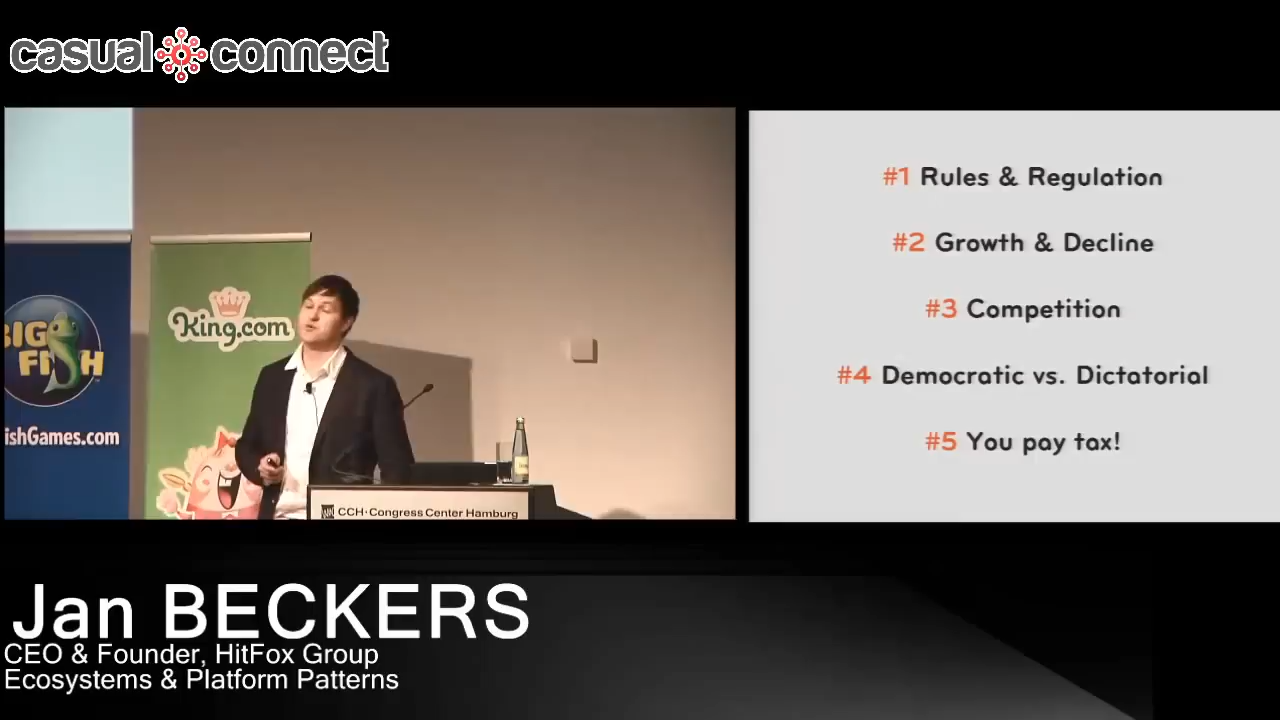 casual connect
#1 Rules & Regulation
#2 Growth & Decline
#3 Competition
#4 Democratic vs. Dictatorial
#5 You pay tax!
King.com
BIG
FISH
ishGames.com
CCH·Congress Center Hamburg
Jan BECKERS
CEO & Founder, HitFox Group
Ecosystems & Platform Patterns